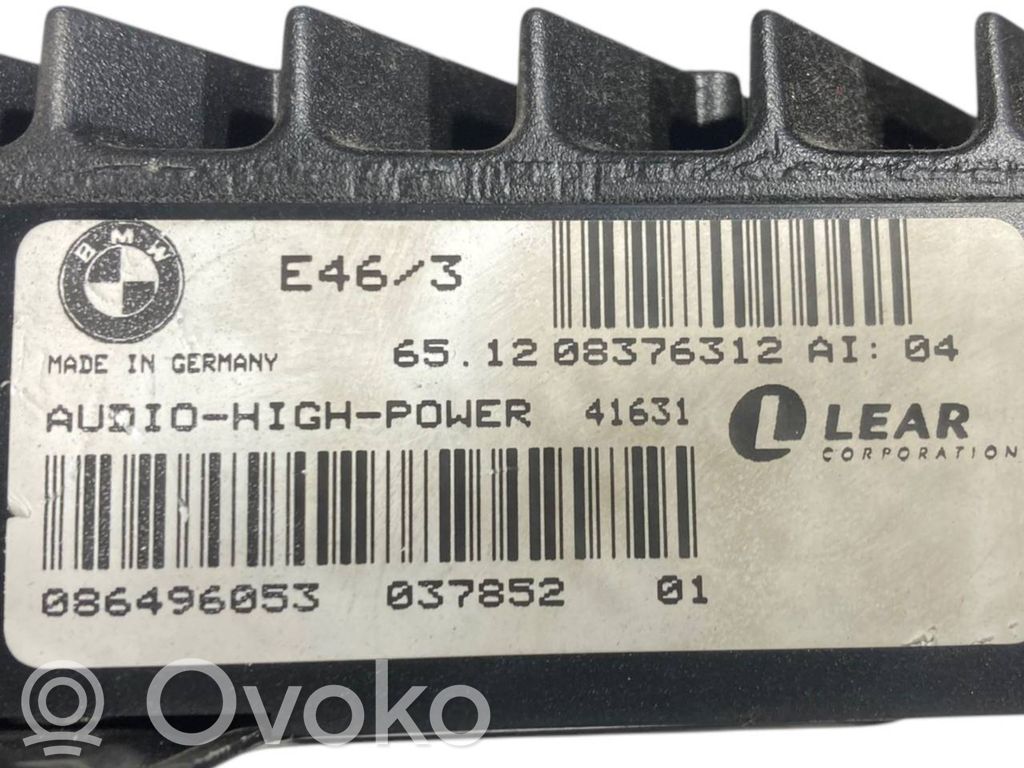 BMW
E46/3
MADE IN GERMANY
65.12 08376312 AI: 04
AUDIO-HIGH-POWER 41631
LEAR
CORPORATION
086496053 037852 01
Ovoko